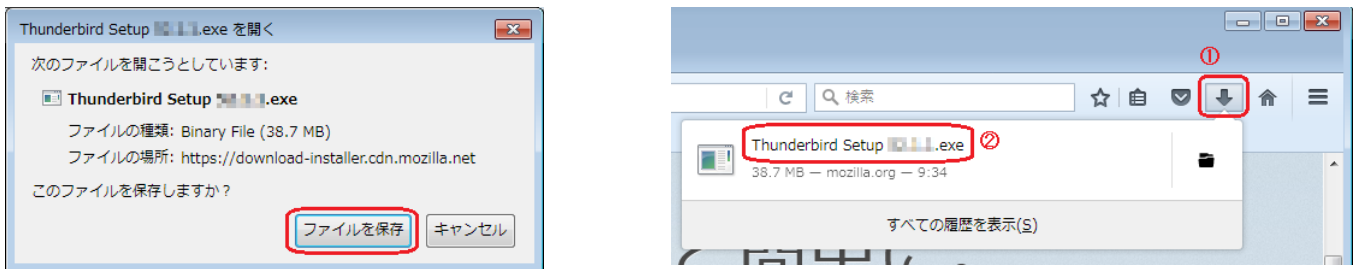 Thunderbird Setup .exe を開く
次のファイルを開こうとしています:
Thunderbird Setup .exe
ファイルの種類: Binary File (38.7 MB)
ファイルの場所: https://download-installer.cdn.mozilla.net
このファイルを保存しますか？
ファイルを保存 キャンセル
①
検索
Thunderbird Setup .exe ②
38.7 MB — mozilla.org — 9:34
すべての履歴を表示(S)